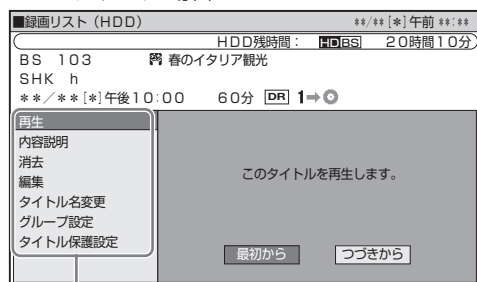 ■録画リスト（HDD） **/**[*]午前**:**
HDD残時間： HD BS 20時間10分
BS 103 春のイタリア観光
SHK h
**／**[*]午後10:00 60分 DR 1⇒
再生
内容説明
消去
編集
タイトル名変更
グループ設定
タイトル保護設定
このタイトルを再生します。
最初から つづきから